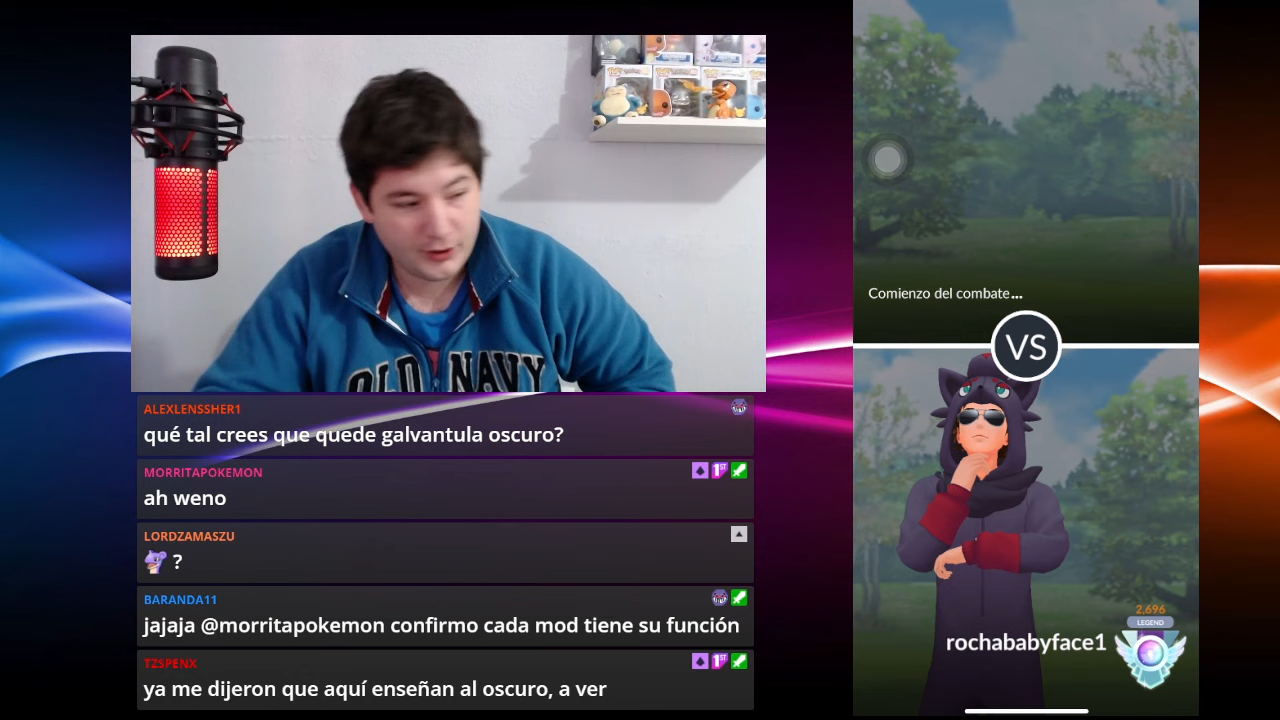 OLD NAVY
ALEXLENSSHER1
qué tal crees que quede galvantula oscuro?
MORRITAPOKEMON
1ST
ah weno
LORDZAMASZU
?
BARANDA11
jajaja @morritapokemon confirmo cada mod tiene su función
TZSPENX
1ST
ya me dijeron que aquí enseñan al oscuro, a ver
Comienzo del combate...
VS
2,696
LEGEND
rochababyface1